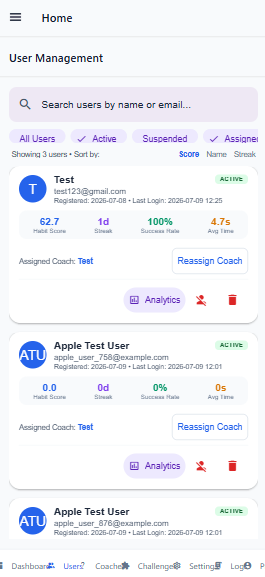 Home
User Management
Search users by name or email...
All Users
Active
Suspended
Assigned
Showing 3 users • Sort by:
Score
Name
Streak
T
Test
ACTIVE
test123@gmail.com
Registered: 2026-07-08 • Last Login: 2026-07-09 12:25
62.7
1d
100%
4.7s
Habit Score
Streak
Success Rate
Avg Time
Assigned Coach: Test
Reassign Coach
Analytics
ATU
Apple Test User
ACTIVE
apple_user_758@example.com
Registered: 2026-07-09 • Last Login: 2026-07-09 12:01
0.0
0d
0%
0s
Habit Score
Streak
Success Rate
Avg Time
Assigned Coach: Test
Reassign Coach
Analytics
ATU
Apple Test User
ACTIVE
apple_user_876@example.com
Registered: 2026-07-09 • Last Login: 2026-07-09 12:01
Dashboard
Users
Coaches
Challenges
Settings
Log
P